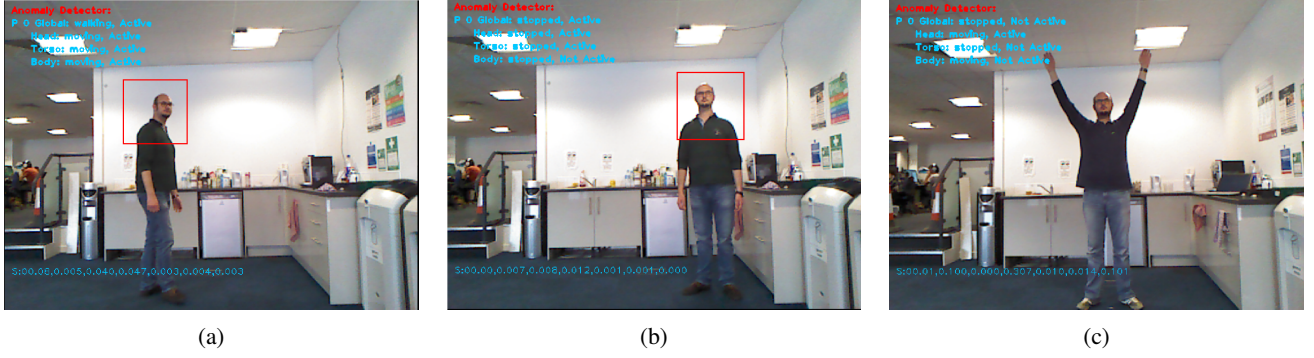 Anomaly Detector:
P 0 Global: walking, Active
Head: moving, Active
Torso: moving, Active
Body: moving, Active
S:00.08,0.005,0.040,0.047,0.003,0.004,0.003
(a)
Anomaly Detector:
P 0 Global: stopped, Active
Head: stopped, Active
Torso: stopped, Active
Body: stopped, Not Active
S:00.00,0.007,0.008,0.012,0.001,0.001,0.000
(b)
Anomaly Detector:
P 0 Global: stopped, Not Active
Head: moving, Active
Torso: stopped, Not Active
Body: moving, Not Active
S:00.01,0.100,0.000,0.307,0.010,0.014,0.101
(c)